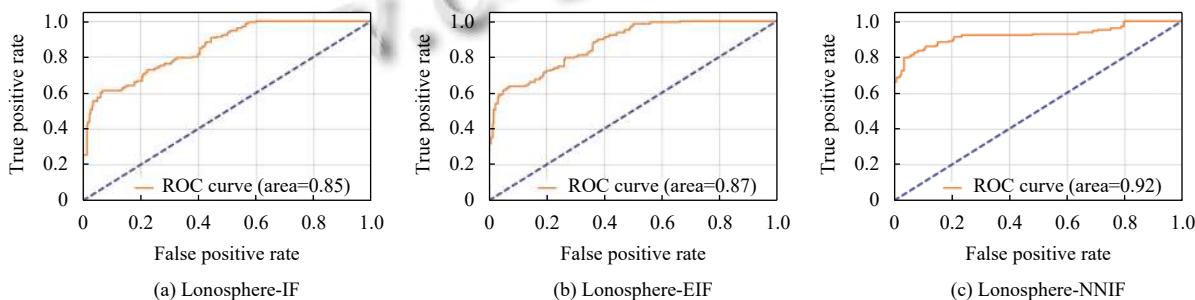 1.0
0.8
0.6
0.4
0.2
0
True positive rate
ROC curve (area=0.85)
0 0.2 0.4 0.6 0.8 1.0
False positive rate
(a) Lonosphere-IF
1.0
0.8
0.6
0.4
0.2
0
True positive rate
ROC curve (area=0.87)
0 0.2 0.4 0.6 0.8 1.0
False positive rate
(b) Lonosphere-EIF
1.0
0.8
0.6
0.4
0.2
0
True positive rate
ROC curve (area=0.92)
0 0.2 0.4 0.6 0.8 1.0
False positive rate
(c) Lonosphere-NNIF